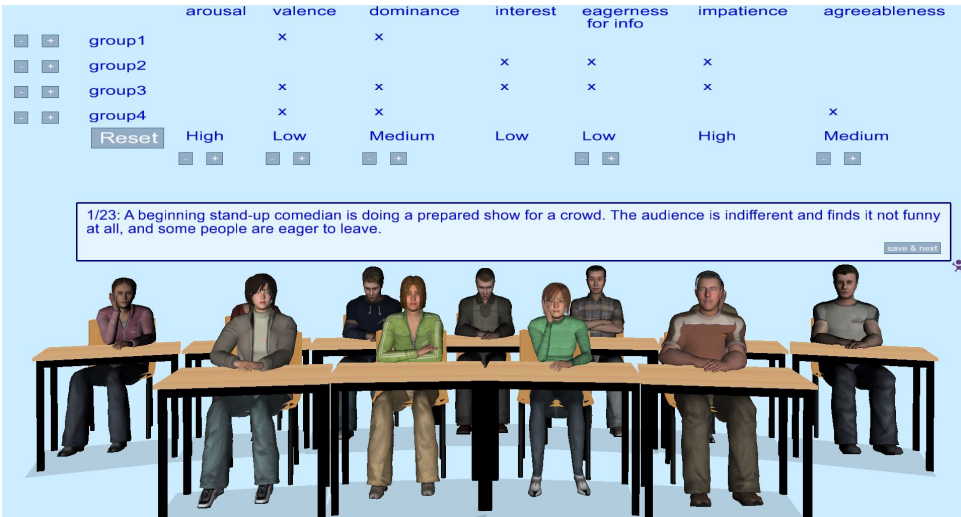 arousal valence dominance interest eagerness impatience agreeableness
for info
- + group1 x x
- + group2 x x x
- + group3 x x x x x
- + group4 x x x
Reset High Low Medium Low Low High Medium
- + - + - + - + - +
1/23: A beginning stand-up comedian is doing a prepared show for a crowd. The audience is indifferent and finds it not funny
at all, and some people are eager to leave.
save & next